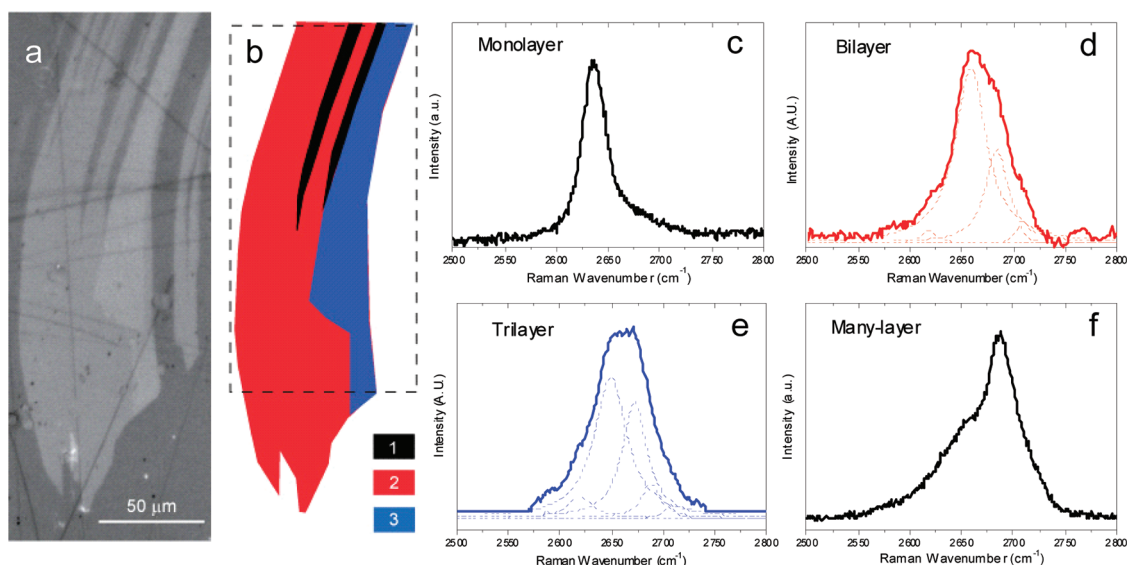 a
50 μm
b
1
2
3
Monolayer
c
Intensity (a.u.)
2500 2550 2600 2650 2700 2750 2800
Raman Wavenumber (cm⁻¹)
Bilayer
d
Intensity (A.U.)
2500 2550 2600 2650 2700 2750 2800
Raman Wavenumber (cm⁻¹)
Trilayer
e
Intensity (A.U.)
2500 2550 2600 2650 2700 2750 2800
Raman Wavenumber (cm⁻¹)
Many-layer
f
Intensity (a.u.)
2500 2550 2600 2650 2700 2750 2800
Raman Wavenumber (cm⁻¹)